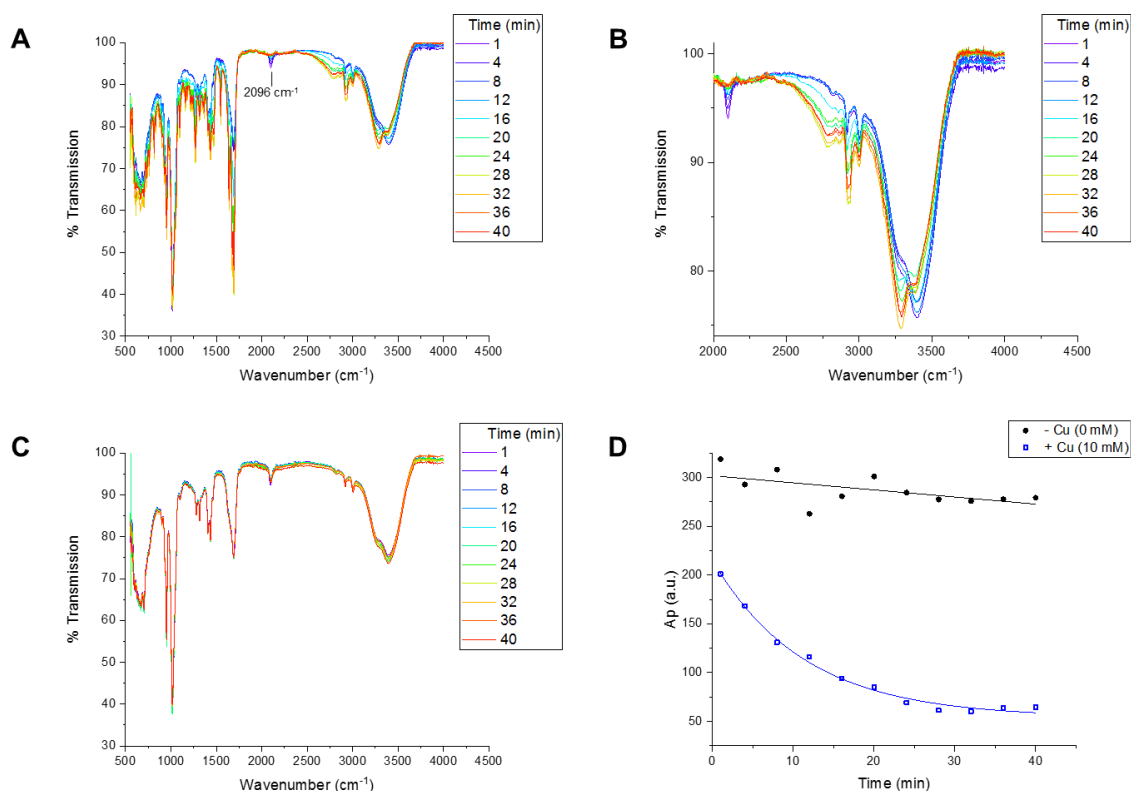 A
% Transmission
100
90
80
70
60
50
40
30
500 1000 1500 2000 2500 3000 3500 4000 4500
Wavenumber (cm⁻¹)
2096 cm⁻¹
Time (min)
1
4
8
12
16
20
24
28
32
36
40
B
% Transmission
100
90
80
2000 2500 3000 3500 4000
Wavenumber (cm⁻¹)
Time (min)
1
4
8
12
16
20
24
28
32
36
40
C
% Transmission
100
90
80
70
60
50
40
30
500 1000 1500 2000 2500 3000 3500 4000 4500
Wavenumber (cm⁻¹)
Time (min)
1
4
8
12
16
20
24
28
32
36
40
D
- Cu (0 mM)
+ Cu (10 mM)
Ap (a.u.)
300
250
200
150
100
50
0 10 20 30 40
Time (min)